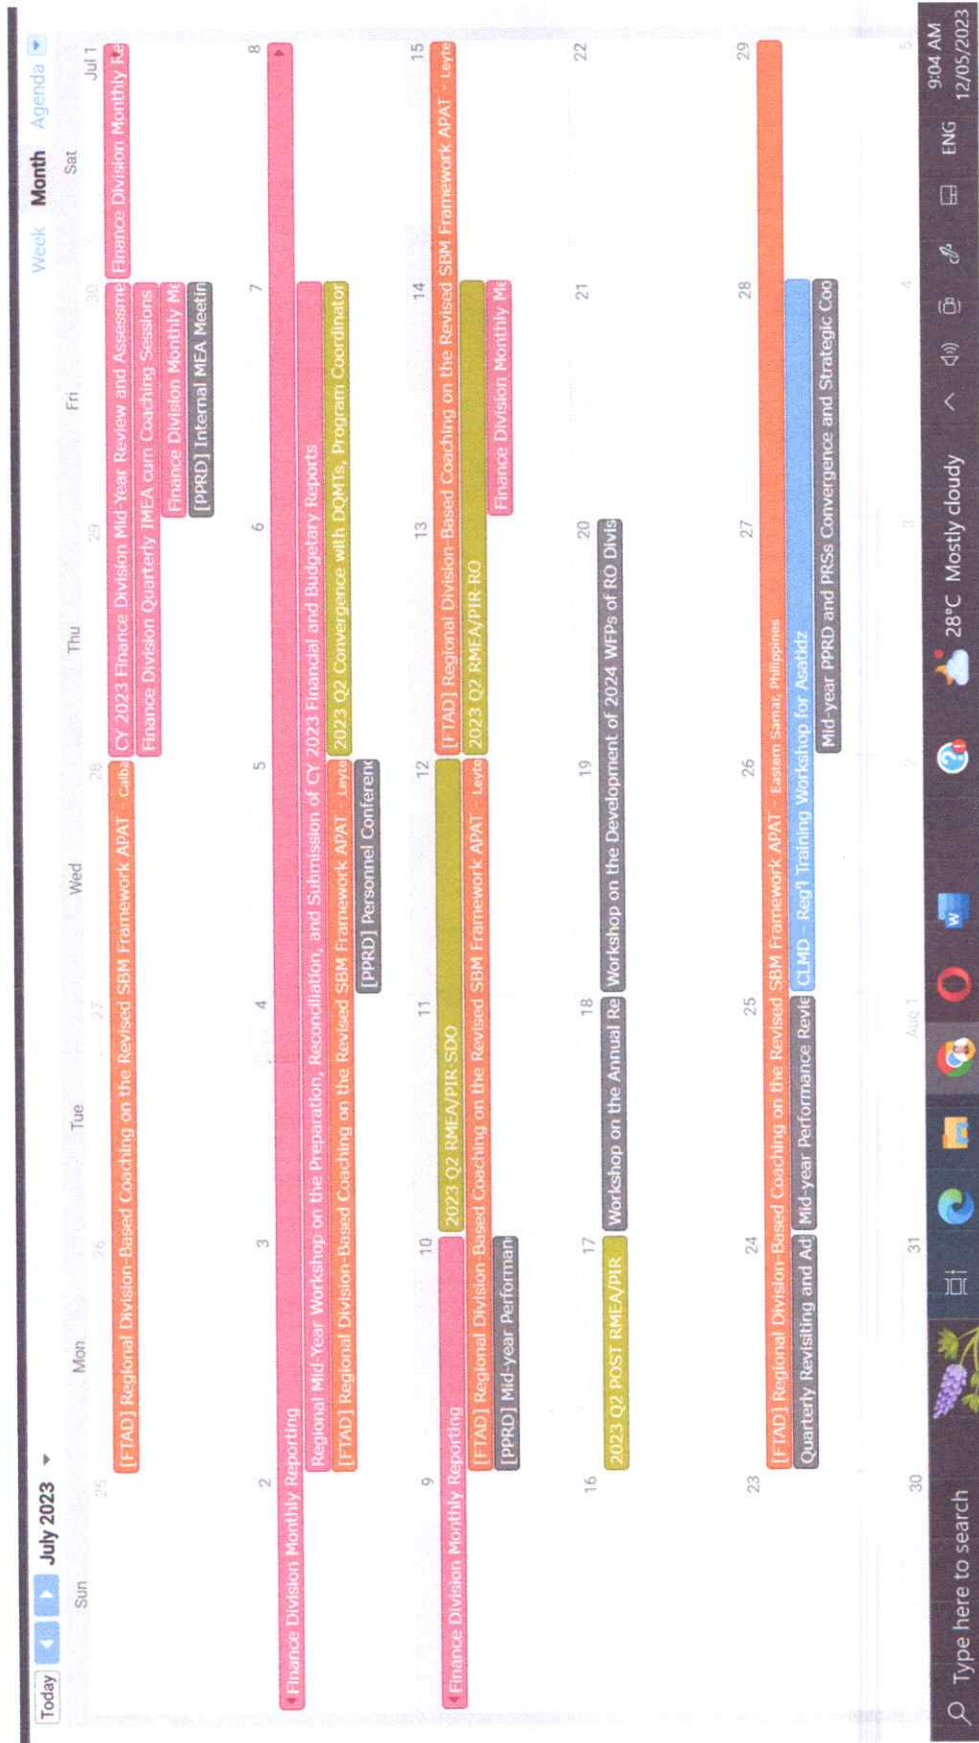 Today July 2023 Week Month Agenda
Sun Mon Tue Wed Thu Fri Sat
25 26 27 28 29 30 Jul 1
[FTAD] Regional Division-Based Coaching on the Revised SBM Framework APAT - Calba
CY 2023 Finance Division Mid-Year Review and Assessme
Finance Division Monthly Re
Finance Division Quarterly IMEA cum Coaching Sessions
Finance Division Monthly Me
[PPRD] Internal MEA Meetin
2 3 4 5 6 7 8
Finance Division Monthly Reporting
Regional Mid-Year Workshop on the Preparation, Reconciliation, and Submission of CY 2023 Financial and Budgetary Reports
[FTAD] Regional Division-Based Coaching on the Revised SBM Framework APAT - Leyte
2023 Q2 Convergence with DQMTs, Program Coordinator
[PPRD] Personnel Conferenc
9 10 11 12 13 14 15
Finance Division Monthly Reporting
2023 Q2 RMEA/PIR-SDO
[FTAD] Regional Division-Based Coaching on the Revised SBM Framework APAT - Leyte
[FTAD] Regional Division-Based Coaching on the Revised SBM Framework APAT - Leyte
2023 Q2 RMEA/PIR-RO
[PPRD] Mid-year Performan
Finance Division Monthly Me
16 17 18 19 20 21 22
2023 Q2 POST RMEA/PIR
Workshop on the Annual Re
Workshop on the Development of 2024 WFPs of RO Divis
23 24 25 26 27 28 29
[FTAD] Regional Division-Based Coaching on the Revised SBM Framework APAT - Eastern Samar, Philippines
Quarterly Revisiting and Ad
Mid-year Performance Revie
CLMD - Reg'l Training Workshop for Asatidz
Mid-year PPRD and PRSs Convergence and Strategic Coo
30 31 Aug 1 2 3 4 5
Type here to search
28°C Mostly cloudy
ENG
9:04 AM
12/05/2023